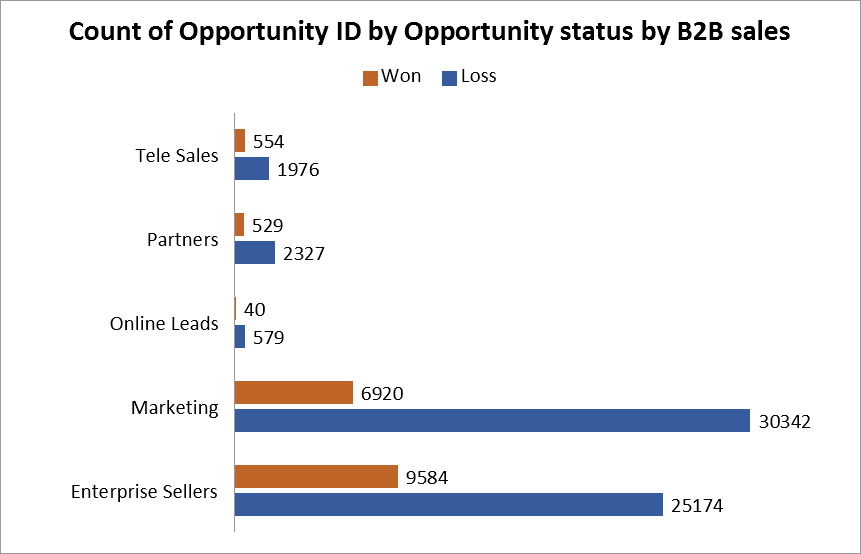 Count of Opportunity ID by Opportunity status by B2B sales
Won Loss
Tele Sales
554
1976
Partners
529
2327
Online Leads
40
579
Marketing
6920
30342
Enterprise Sellers
9584
25174